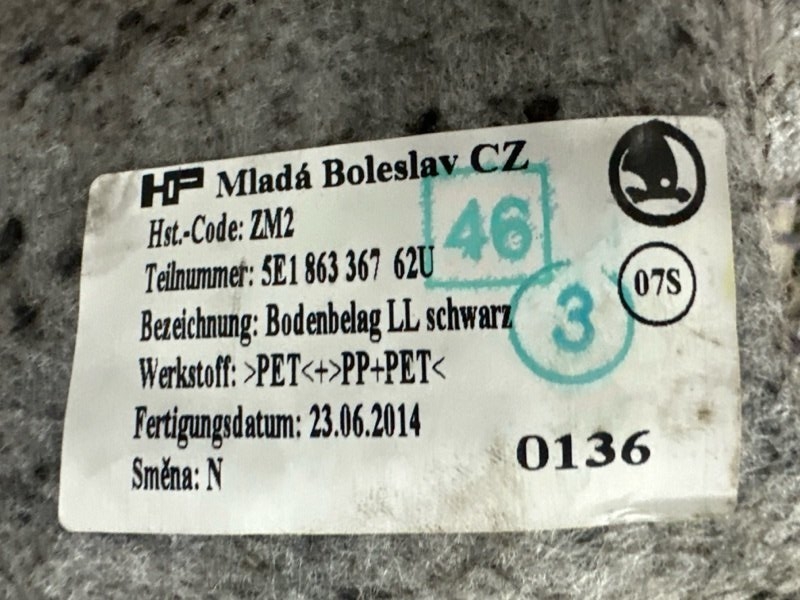 HP Mladá Boleslav CZ
Hst.-Code: ZM2
46
Teilnummer: 5E1 863 367 62U
07S
Bezeichnung: Bodenbelag LL schwarz
3
Werkstoff: >PET<+>PP+PET<
Fertigungsdatum: 23.06.2014
0136
Směna: N